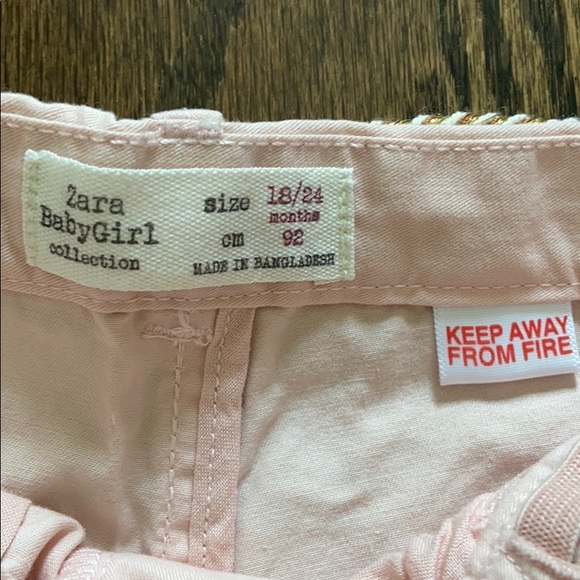 Zara
BabyGirl
collection
size 18/24
months
cm 92
MADE IN BANGLADESH
KEEP AWAY
FROM FIRE